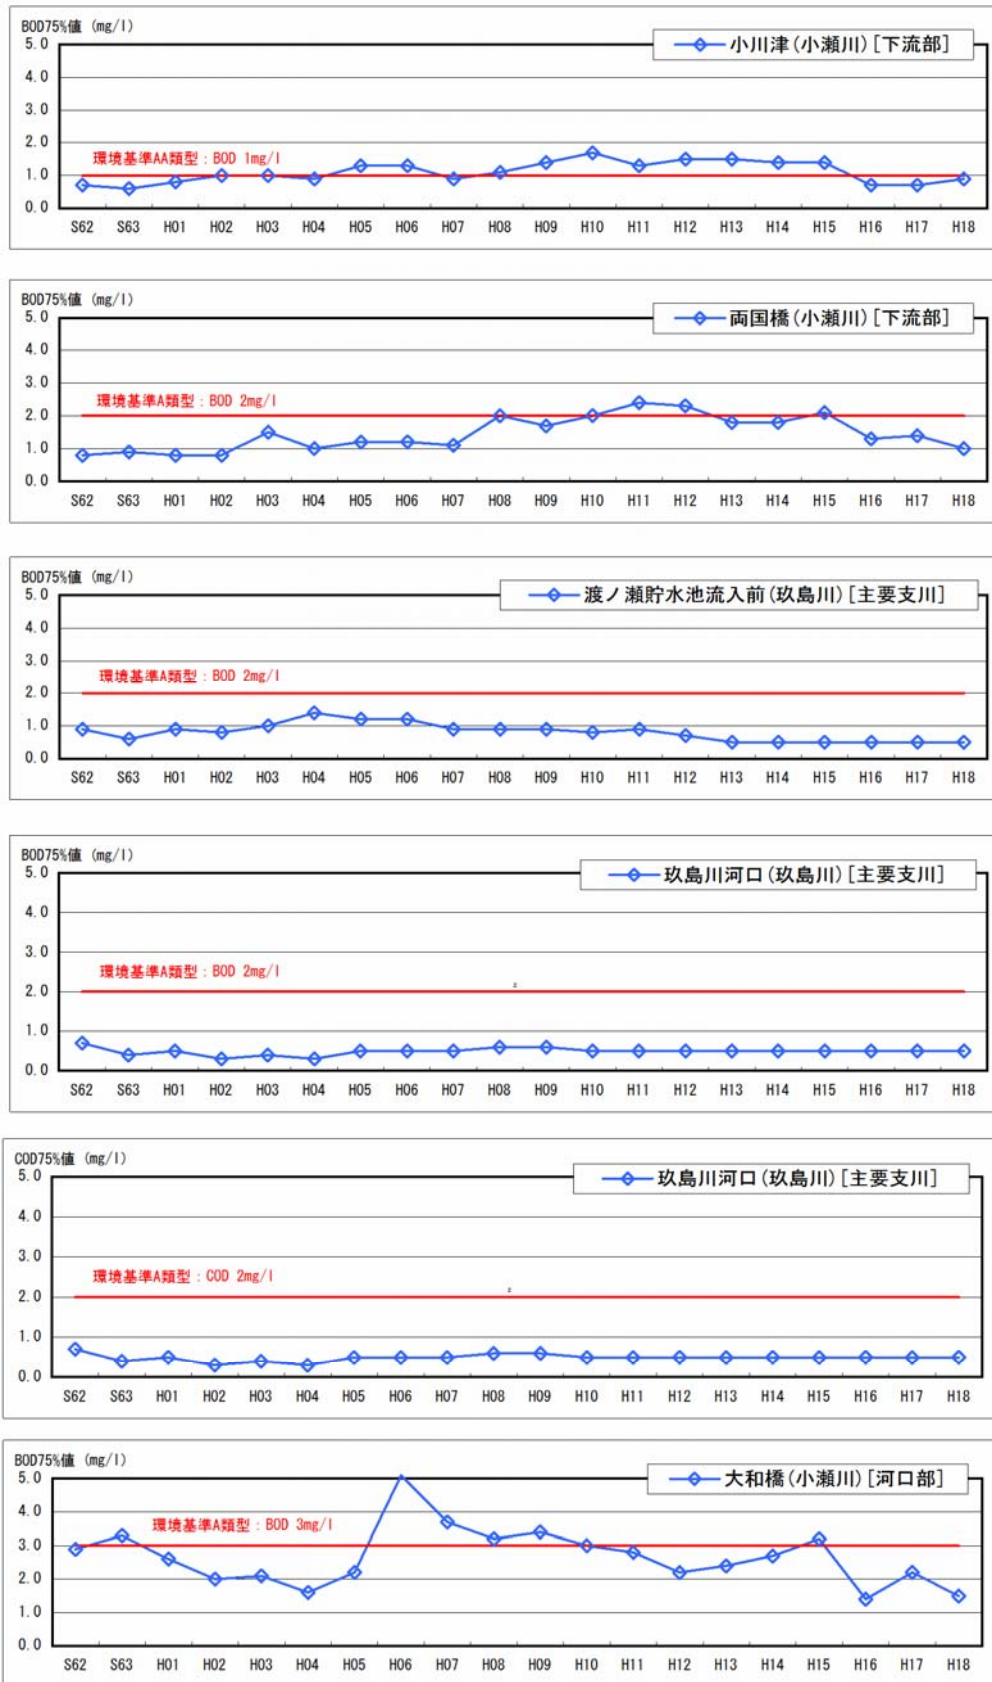 BOD75%値 (mg/l)
小川津(小瀬川)[下流部]
5.0
4.0
3.0
2.0
環境基準AA類型:BOD 1mg/l
1.0
0.0
S62 S63 H01 H02 H03 H04 H05 H06 H07 H08 H09 H10 H11 H12 H13 H14 H15 H16 H17 H18
BOD75%値 (mg/l)
両国橋(小瀬川)[下流部]
5.0
4.0
3.0
環境基準A類型:BOD 2mg/l
2.0
1.0
0.0
S62 S63 H01 H02 H03 H04 H05 H06 H07 H08 H09 H10 H11 H12 H13 H14 H15 H16 H17 H18
BOD75%値 (mg/l)
渡ノ瀬貯水池流入前(玖島川)[主要支川]
5.0
4.0
3.0
環境基準A類型:BOD 2mg/l
2.0
1.0
0.0
S62 S63 H01 H02 H03 H04 H05 H06 H07 H08 H09 H10 H11 H12 H13 H14 H15 H16 H17 H18
BOD75%値 (mg/l)
玖島川河口(玖島川)[主要支川]
5.0
4.0
3.0
環境基準A類型:BOD 2mg/l
2.0
1.0
0.0
S62 S63 H01 H02 H03 H04 H05 H06 H07 H08 H09 H10 H11 H12 H13 H14 H15 H16 H17 H18
COD75%値 (mg/l)
玖島川河口(玖島川)[主要支川]
5.0
4.0
3.0
環境基準A類型:COD 2mg/l
2.0
1.0
0.0
S62 S63 H01 H02 H03 H04 H05 H06 H07 H08 H09 H10 H11 H12 H13 H14 H15 H16 H17 H18
BOD75%値 (mg/l)
大和橋(小瀬川)[河口部]
5.0
4.0
環境基準A類型:BOD 3mg/l
3.0
2.0
1.0
0.0
S62 S63 H01 H02 H03 H04 H05 H06 H07 H08 H09 H10 H11 H12 H13 H14 H15 H16 H17 H18